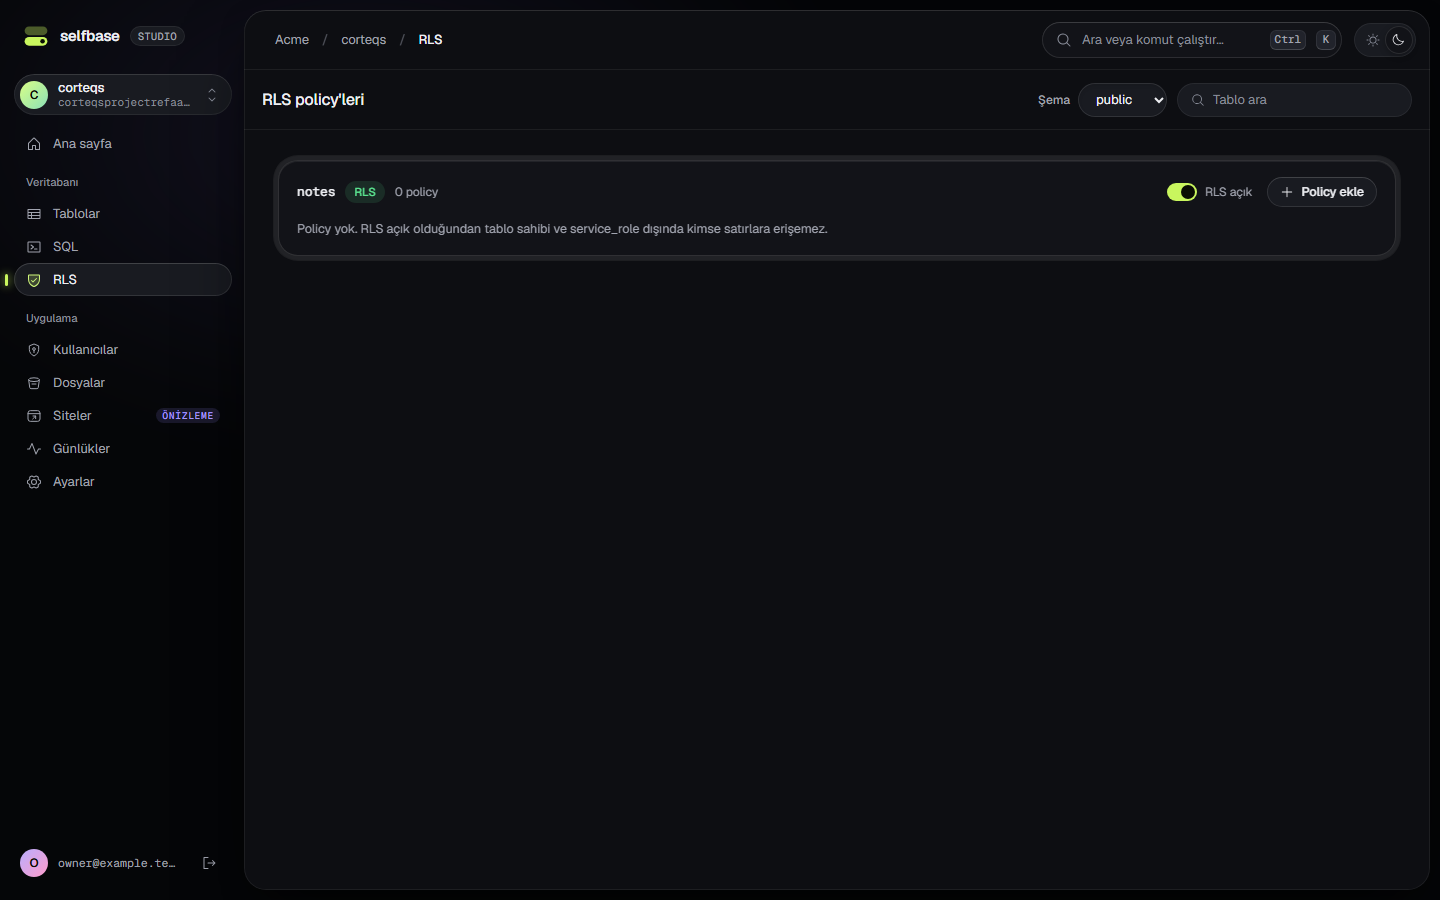 selfbase STUDIO
corteqs
corteqsprojectrefaa…
Ana sayfa
Veritabanı
Tablolar
SQL
RLS
Uygulama
Kullanıcılar
Dosyalar
Siteler ÖNİZLEME
Günlükler
Ayarlar
O owner@example.te…
Acme / corteqs / RLS
Ara veya komut çalıştır… Ctrl K
RLS policy'leri
Şema public Tablo ara
notes RLS 0 policy
RLS açık + Policy ekle
Policy yok. RLS açık olduğundan tablo sahibi ve service_role dışında kimse satırlara erişemez.